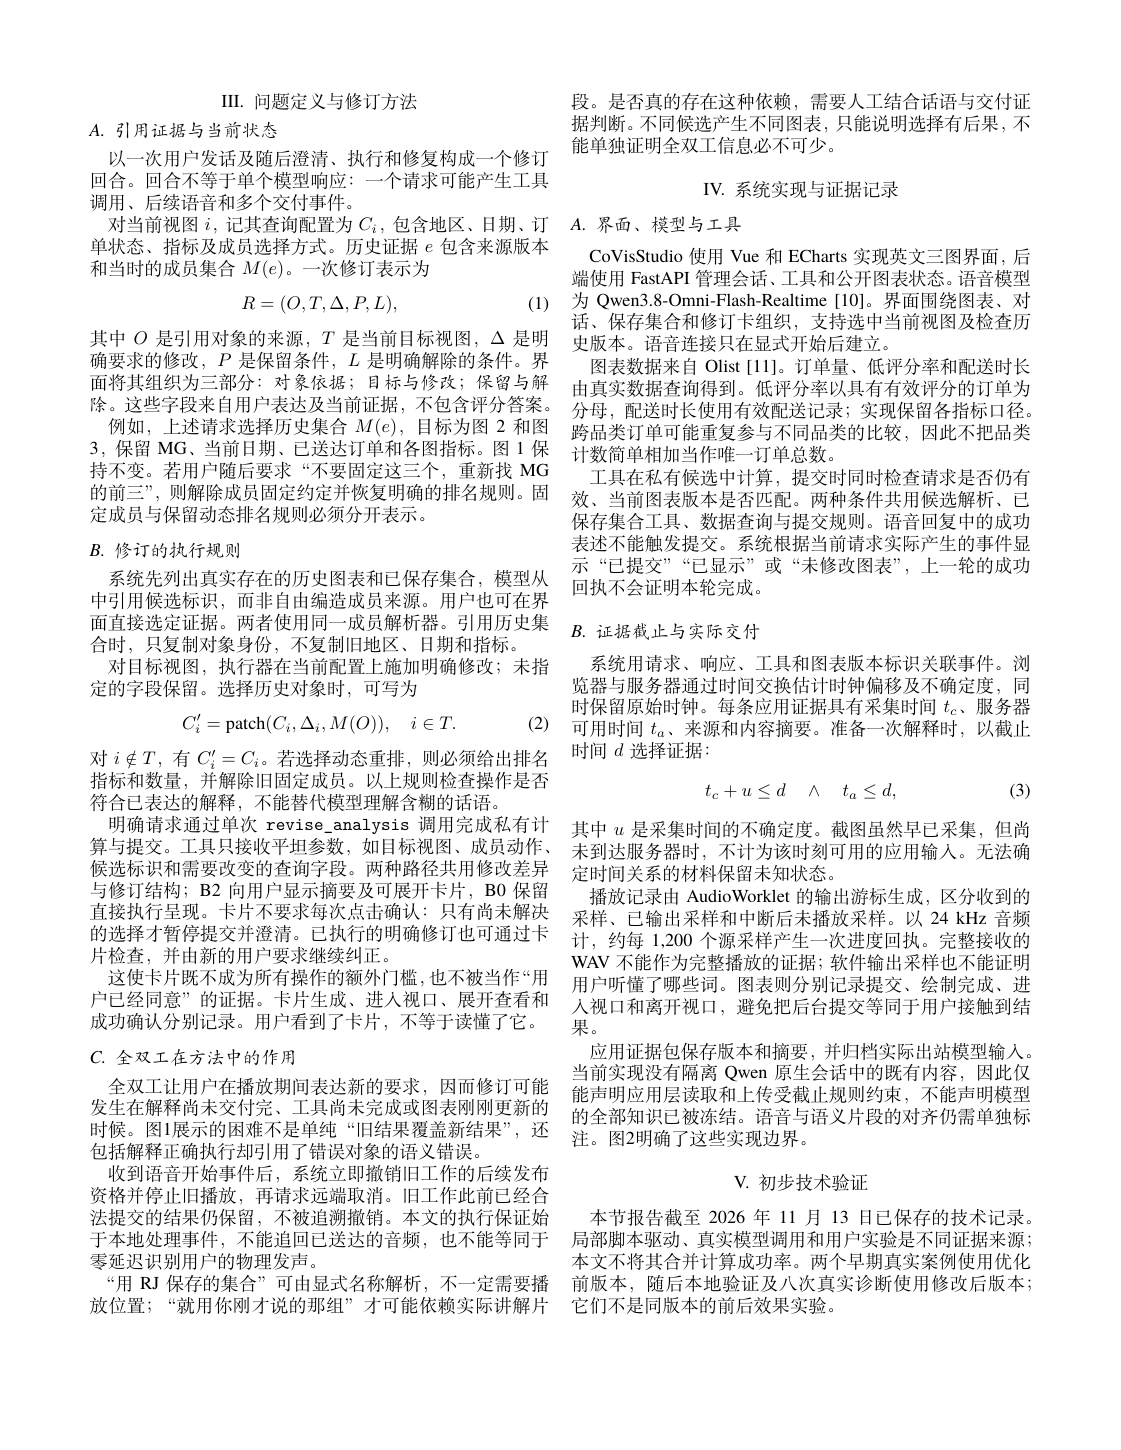 III. 问题定义与修订方法
A. 引用证据与当前状态
以一次用户发话及随后澄清、执行和修复构成一个修订
回合。回合不等于单个模型响应：一个请求可能产生工具
调用、后续语音和多个交付事件。
对当前视图 i，记其查询配置为 Cᵢ，包含地区、日期、订
单状态、指标及成员选择方式。历史证据 e 包含来源版本
和当时的成员集合 M(e)。一次修订表示为
R = (O, T, Δ, P, L), (1)
其中 O 是引用对象的来源，T 是当前目标视图，Δ 是明
确要求的修改，P 是保留条件，L 是明确解除的条件。界
面将其组织为三部分：对象依据；目标与修改；保留与解
除。这些字段来自用户表达及当前证据，不包含评分答案。
例如，上述请求选择历史集合 M(e)，目标为图 2 和图
3，保留 MG、当前日期、已送达订单和各图指标。图 1 保
持不变。若用户随后要求“不要固定这三个，重新找 MG
的前三”，则解除成员固定约定并恢复明确的排名规则。固
定成员与保留动态排名规则必须分开表示。
B. 修订的执行规则
系统先列出真实存在的历史图表和已保存集合，模型从
中引用候选标识，而非自由编造成员来源。用户也可在界
面直接选定证据。两者使用同一成员解析器。引用历史集
合时，只复制对象身份，不复制旧地区、日期和指标。
对目标视图，执行器在当前配置上施加明确修改；未指
定的字段保留。选择历史对象时，可写为
C′ᵢ = patch(Cᵢ, Δᵢ, M(O)), i ∈ T. (2)
对 i ∉ T，有 C′ᵢ = Cᵢ。若选择动态重排，则必须给出排名
指标和数量，并解除旧固定成员。以上规则检查操作是否
符合已表达的解释，不能替代模型理解含糊的话语。
明确请求通过单次 revise_analysis 调用完成私有计
算与提交。工具只接收平坦参数，如目标视图、成员动作、
候选标识和需要改变的查询字段。两种路径共用修改差异
与修订结构；B2 向用户显示摘要及可展开卡片，B0 保留
直接执行呈现。卡片不要求每次点击确认：只有尚未解决
的选择才暂停提交并澄清。已执行的明确修订也可通过卡
片检查，并由新的用户要求继续纠正。
这使卡片既不成为所有操作的额外门槛，也不被当作“用
户已经同意”的证据。卡片生成、进入视口、展开查看和
成功确认分别记录。用户看到了卡片，不等于读懂了它。
C. 全双工在方法中的作用
全双工让用户在播放期间表达新的要求，因而修订可能
发生在解释尚未交付完、工具尚未完成或图表刚刚更新的
时候。图1展示的困难不是单纯“旧结果覆盖新结果”，还
包括解释正确执行却引用了错误对象的语义错误。
收到语音开始事件后，系统立即撤销旧工作的后续发布
资格并停止旧播放，再请求远端取消。旧工作此前已经合
法提交的结果仍保留，不被追溯撤销。本文的执行保证始
于本地处理事件，不能追回已送达的音频，也不能等同于
零延迟识别用户的物理发声。
“用 RJ 保存的集合”可由显式名称解析，不一定需要播
放位置；“就用你刚才说的那组”才可能依赖实际讲解片
段。是否真的存在这种依赖，需要人工结合话语与交付证
据判断。不同候选产生不同图表，只能说明选择有后果，不
能单独证明全双工信息必不可少。
IV. 系统实现与证据记录
A. 界面、模型与工具
CoVisStudio 使用 Vue 和 ECharts 实现英文三图界面，后
端使用 FastAPI 管理会话、工具和公开图表状态。语音模型
为 Qwen3.8-Omni-Flash-Realtime [10]。界面围绕图表、对
话、保存集合和修订卡组织，支持选中当前视图及检查历
史版本。语音连接只在显式开始后建立。
图表数据来自 Olist [11]。订单量、低评分率和配送时长
由真实数据查询得到。低评分率以具有有效评分的订单为
分母，配送时长使用有效配送记录；实现保留各指标口径。
跨品类订单可能重复参与不同品类的比较，因此不把品类
计数简单相加当作唯一订单总数。
工具在私有候选中计算，提交时同时检查请求是否仍有
效、当前图表版本是否匹配。两种条件共用候选解析、已
保存集合工具、数据查询与提交规则。语音回复中的成功
表述不能触发提交。系统根据当前请求实际产生的事件显
示“已提交”“已显示”或“未修改图表”，上一轮的成功
回执不会证明本轮完成。
B. 证据截止与实际交付
系统用请求、响应、工具和图表版本标识关联事件。浏
览器与服务器通过时间交换估计时钟偏移及不确定度，同
时保留原始时钟。每条应用证据具有采集时间 t_c、服务器
可用时间 t_a、来源和内容摘要。准备一次解释时，以截止
时间 d 选择证据：
t_c + u ≤ d ∧ t_a ≤ d, (3)
其中 u 是采集时间的不确定度。截图虽然早已采集，但尚
未到达服务器时，不计为该时刻可用的应用输入。无法确
定时间关系的材料保留未知状态。
播放记录由 AudioWorklet 的输出游标生成，区分收到的
采样、已输出采样和中断后未播放采样。以 24 kHz 音频
计，约每 1,200 个源采样产生一次进度回执。完整接收的
WAV 不能作为完整播放的证据；软件输出采样也不能证明
用户听懂了哪些词。图表则分别记录提交、绘制完成、进
入视口和离开视口，避免把后台提交等同于用户接触到结
果。
应用证据包保存版本和摘要，并归档实际出站模型输入。
当前实现没有隔离 Qwen 原生会话中的既有内容，因此仅
能声明应用层读取和上传受截止规则约束，不能声明模型
的全部知识已被冻结。语音与语义片段的对齐仍需单独标
注。图2明确了这些实现边界。
V. 初步技术验证
本节报告截至 2026 年 11 月 13 日已保存的技术记录。
局部脚本驱动、真实模型调用和用户实验是不同证据来源；
本文不将其合并计算成功率。两个早期真实案例使用优化
前版本，随后本地验证及八次真实诊断使用修改后版本；
它们不是同版本的前后效果实验。